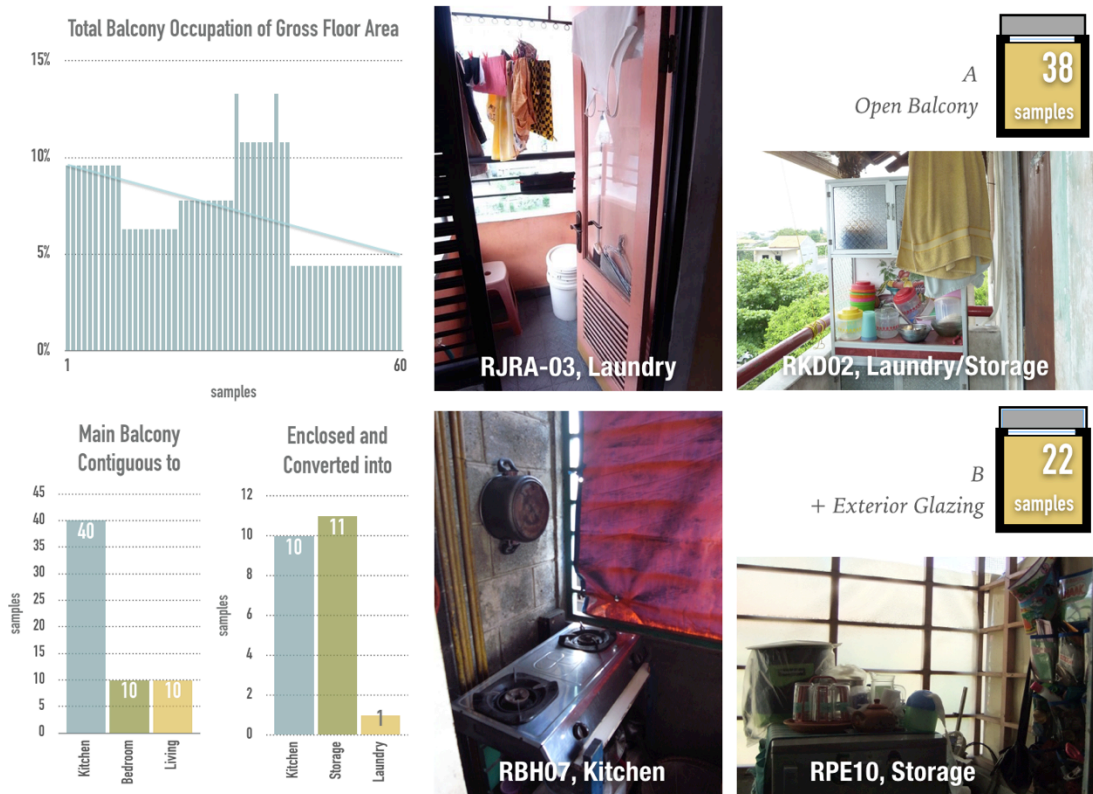 Total Balcony Occupation of Gross Floor Area
15%
10%
5%
0%
1
60
samples
RJRA-03, Laundry
A
Open Balcony
38
samples
RKD02, Laundry/Storage
Main Balcony
Contiguous to
45
40
35
30
25
20
15
10
5
0
samples
40
10
10
Kitchen
Bedroom
Living
Enclosed and
Converted into
12
10
8
6
4
2
0
samples
10
11
1
Kitchen
Storage
Laundry
RBH07, Kitchen
B
+ Exterior Glazing
22
samples
RPE10, Storage